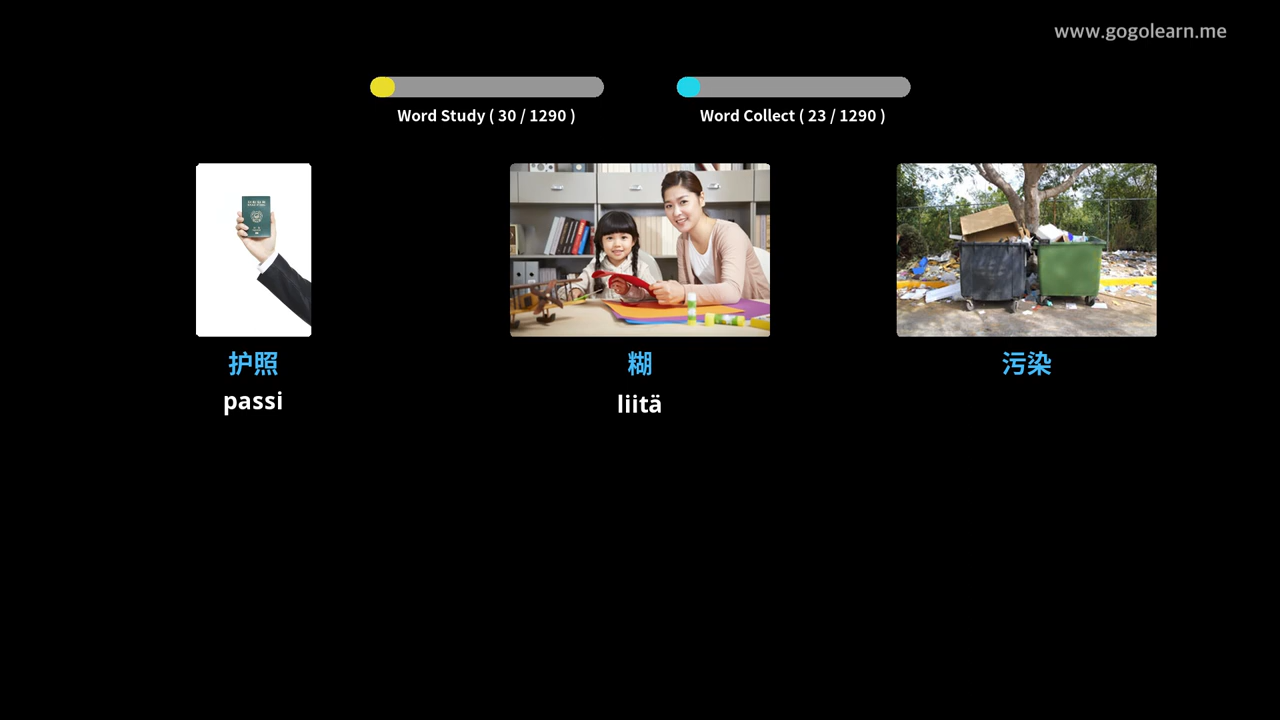 www.gogolearn.me
Word Study ( 30 / 1290 )
Word Collect ( 23 / 1290 )
护照
糊
污染
passi
liitä